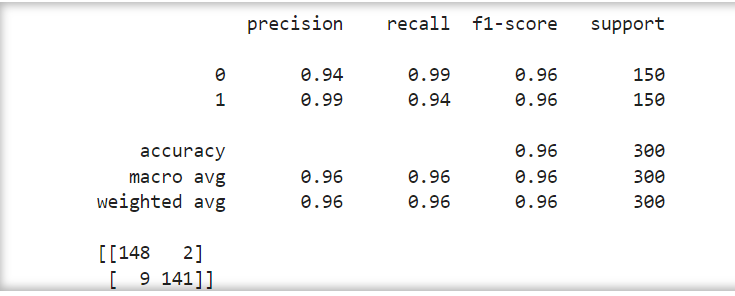 precision recall f1-score support
0 0.94 0.99 0.96 150
1 0.99 0.94 0.96 150
accuracy 0.96 300
macro avg 0.96 0.96 0.96 300
weighted avg 0.96 0.96 0.96 300
[[148 2]
[ 9 141]]